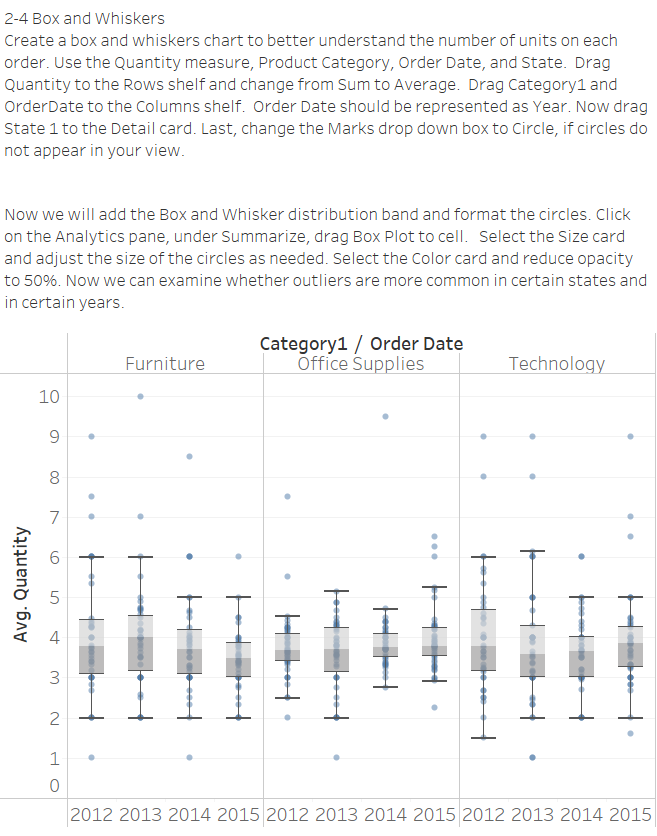 2-4 Box and Whiskers
Create a box and whiskers chart to better understand the number of units on each
order. Use the Quantity measure, Product Category, Order Date, and State.  Drag
Quantity to the Rows shelf and change from Sum to Average.  Drag Category1 and
OrderDate to the Columns shelf.  Order Date should be represented as Year. Now drag
State 1 to the Detail card. Last, change the Marks drop down box to Circle, if circles do
not appear in your view.
Now we will add the Box and Whisker distribution band and format the circles. Click
on the Analytics pane, under Summarize, drag Box Plot to cell.   Select the Size card
and adjust the size of the circles as needed. Select the Color card and reduce opacity
to 50%. Now we can examine whether outliers are more common in certain states and
in certain years.
Category1 / Order Date
Furniture Office Supplies Technology
10
9
8
7
6
5
4
3
2
1
0
Avg. Quantity
2012 2013 2014 2015 2012 2013 2014 2015 2012 2013 2014 2015